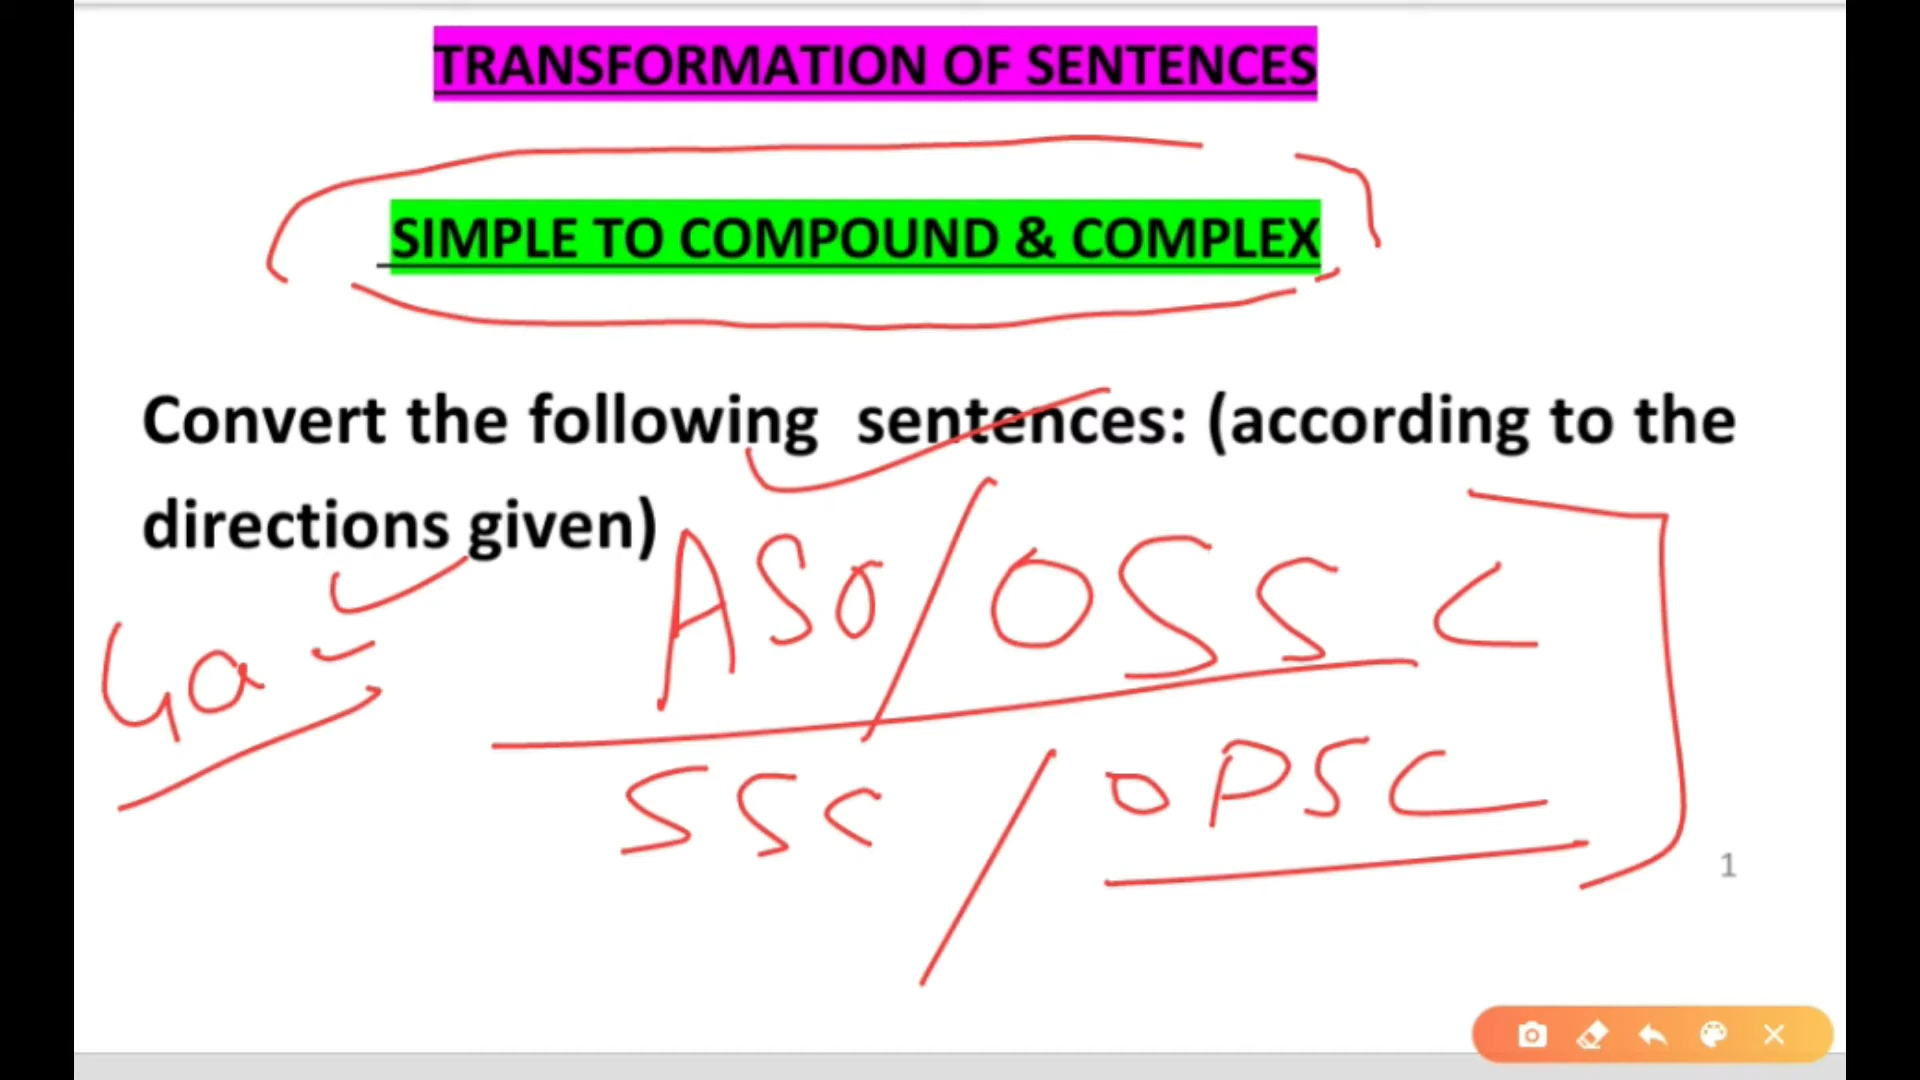 TRANSFORMATION OF SENTENCES
SIMPLE TO COMPOUND & COMPLEX
Convert the following sentences: (according to the
directions given)
ASO/OSSC
SSC/OPSC
1